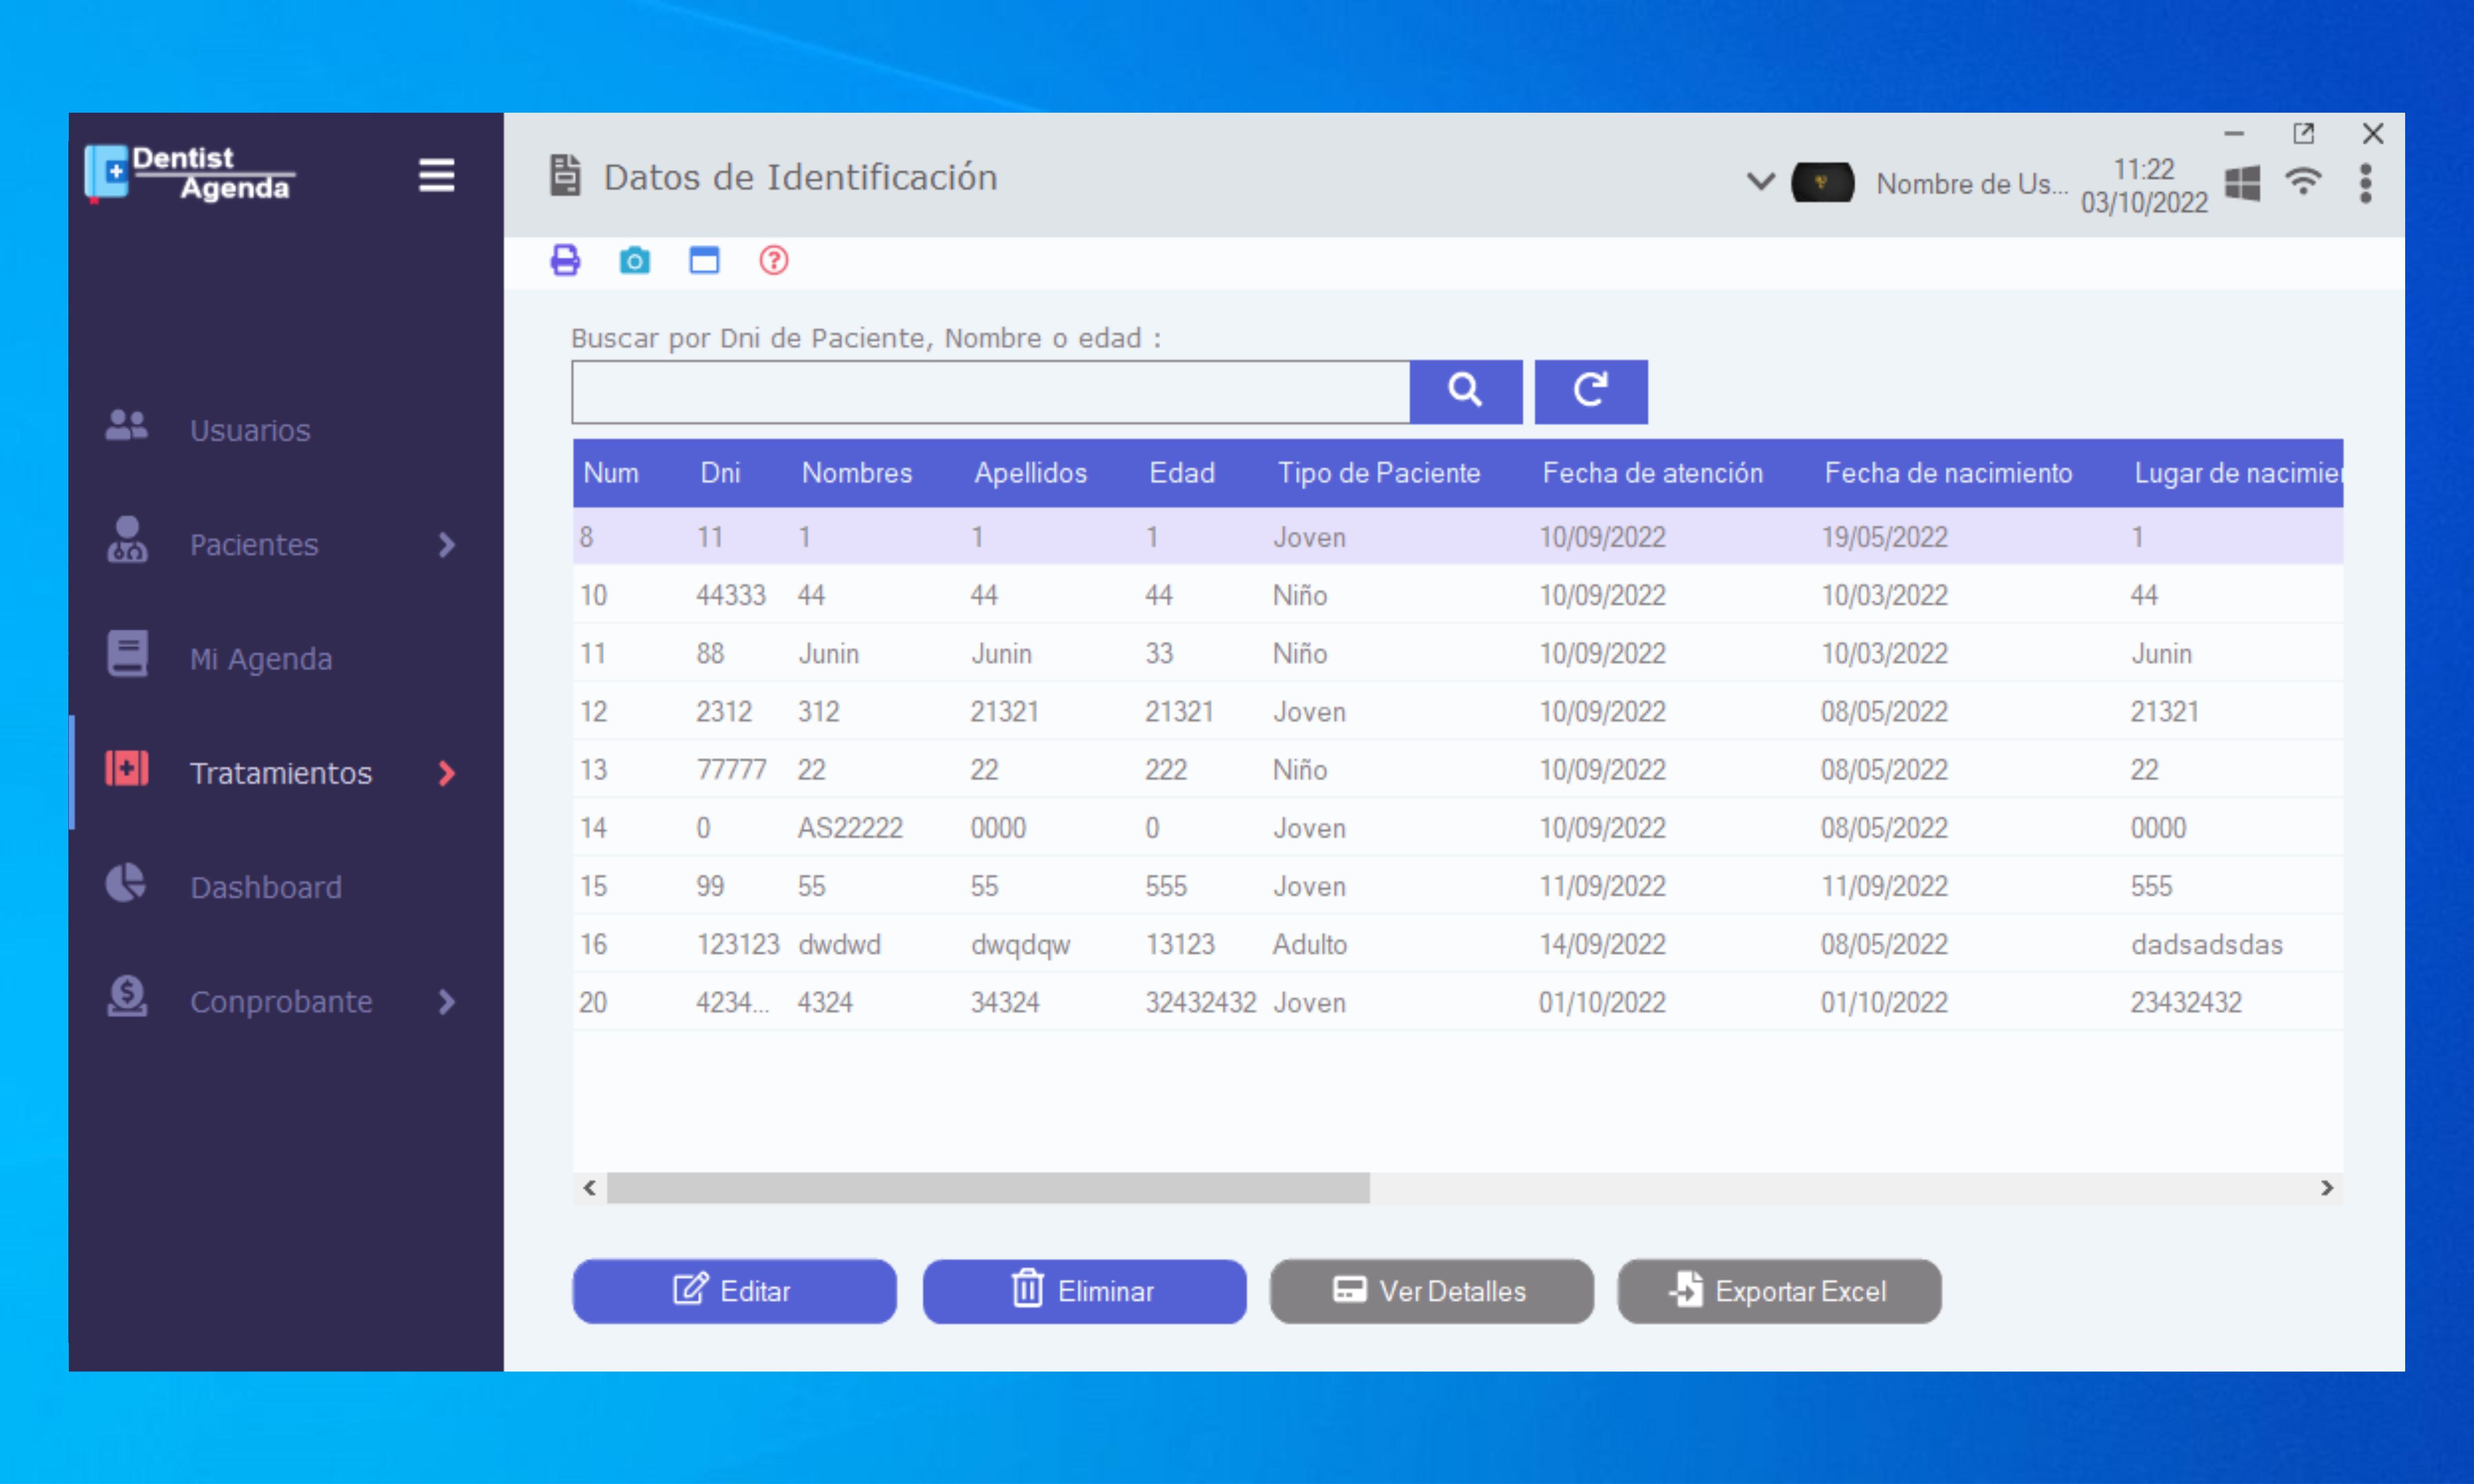 Dentist
Agenda
Datos de Identificación
Nombre de Us...
11:22
03/10/2022
Buscar por Dni de Paciente, Nombre o edad :
Usuarios
Pacientes
Mi Agenda
Tratamientos
Dashboard
Conprobante
Num Dni Nombres Apellidos Edad Tipo de Paciente Fecha de atención Fecha de nacimiento Lugar de nacimie
8 11 1 1 1 Joven 10/09/2022 19/05/2022 1
10 44333 44 44 44 Niño 10/09/2022 10/03/2022 44
11 88 Junin Junin 33 Niño 10/09/2022 10/03/2022 Junin
12 2312 312 21321 21321 Joven 10/09/2022 08/05/2022 21321
13 77777 22 22 222 Niño 10/09/2022 08/05/2022 22
14 0 AS22222 0000 0 Joven 10/09/2022 08/05/2022 0000
15 99 55 55 555 Joven 11/09/2022 11/09/2022 555
16 123123 dwdwd dwqdqw 13123 Adulto 14/09/2022 08/05/2022 dadsadsdas
20 4234... 4324 34324 32432432 Joven 01/10/2022 01/10/2022 23432432
Editar
Eliminar
Ver Detalles
Exportar Excel